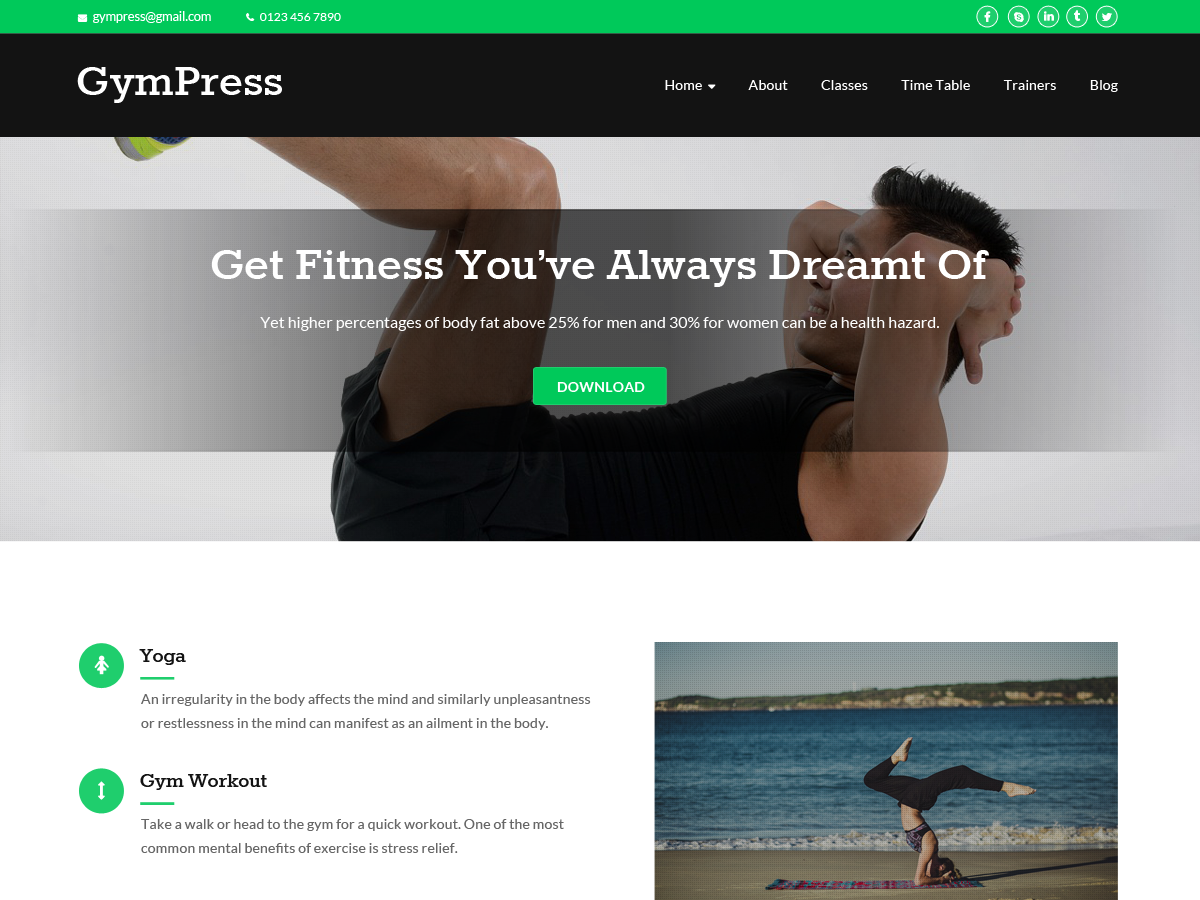 gympress@gmail.com
0123 456 7890
GymPress
Home
About
Classes
Time Table
Trainers
Blog
Get Fitness You’ve Always Dreamt Of
Yet higher percentages of body fat above 25% for men and 30% for women can be a health hazard.
DOWNLOAD
Yoga
An irregularity in the body affects the mind and similarly unpleasantness
or restlessness in the mind can manifest as an ailment in the body.
Gym Workout
Take a walk or head to the gym for a quick workout. One of the most
common mental benefits of exercise is stress relief.